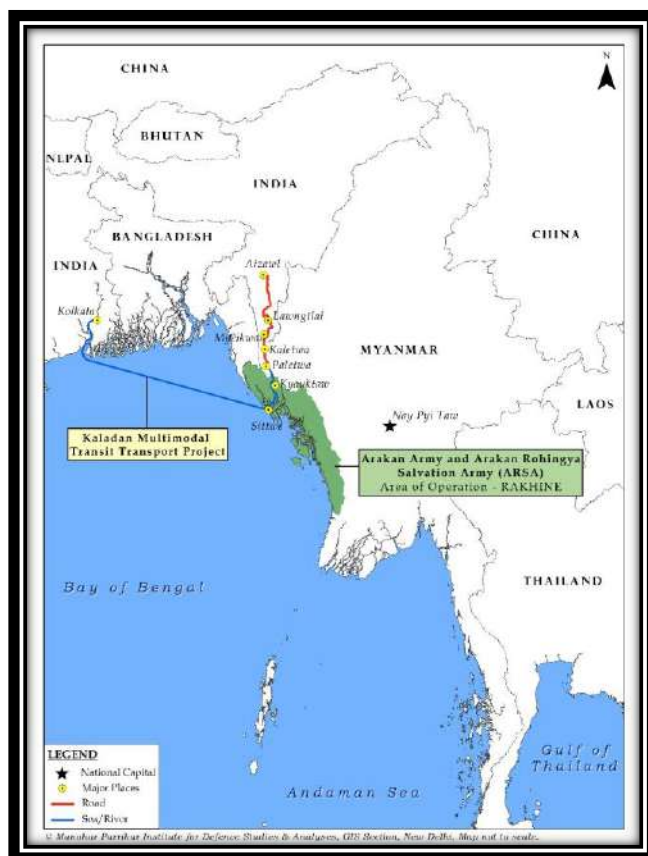 N
CHINA
BHUTAN
NEPAL
INDIA
CHINA
BANGLADESH
INDIA
Aizawl
Kolkata
Lawngtlai
Kaletwa
MYANMAR
Paletwa
Kyauktaw
LAOS
Nay Pyi Taw
Sittwe
Kaladan Multimodal
Transit Transport Project
Arakan Army and Arakan Rohingya
Salvation Army (ARSA)
Area of Operation - RAKHINE
Bay of Bengal
THAILAND
LEGEND
National Capital
Major Places
Road
Sea/River
Gulf of
Thailand
Andaman Sea
© Manohar Parrikar Institute for Defence Studies & Analyses, GIS Section, New Delhi, Map not to scale.